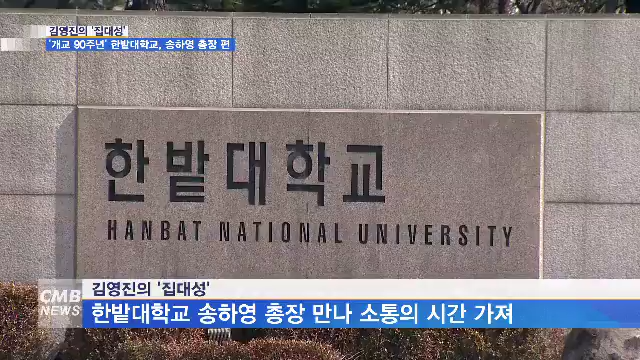 김영진의 '집대성'
'개교 90주년' 한밭대학교, 송하영 총장 편
한밭대학교
HANBAT NATIONAL UNIVERSITY
CMB
NEWS
김영진의 '집대성'
한밭대학교 송하영 총장 만나 소통의 시간 가져